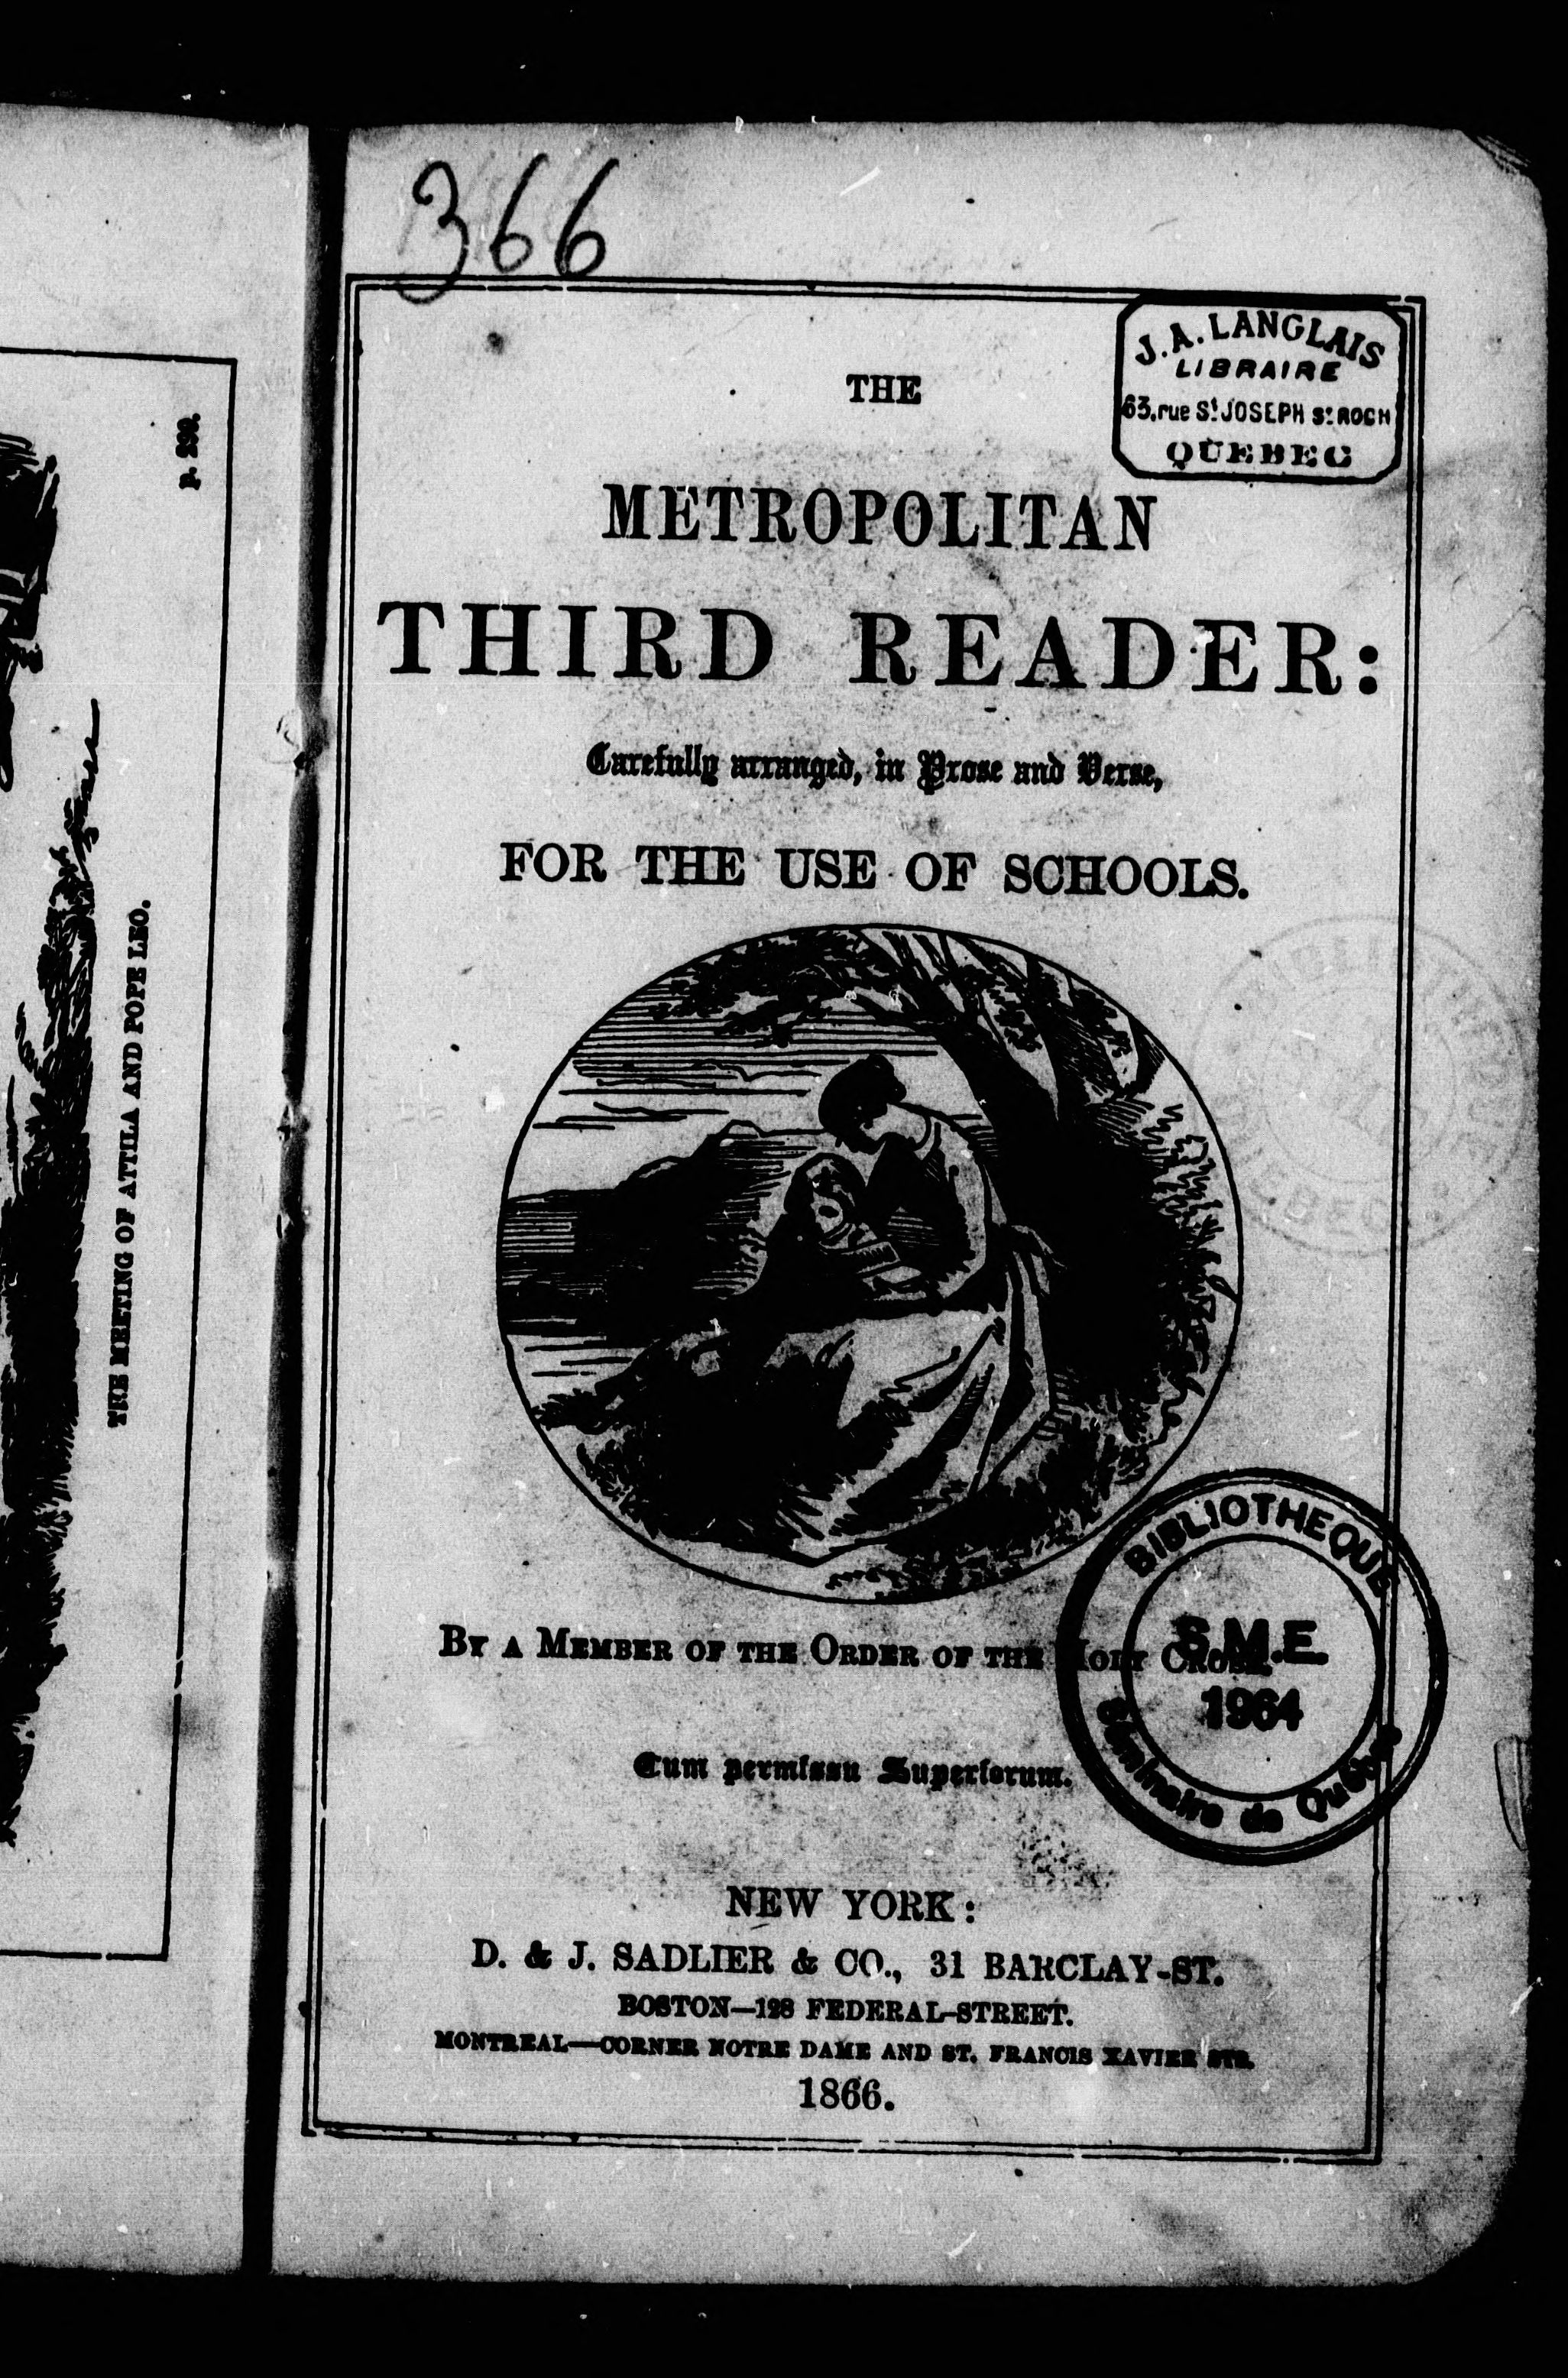 p. 298.
THE MEETING OF ATTILA AND POPE LEO.
366
J. A. LANGLAIS
LIBRAIRE
63, rue St. JOSEPH St. ROCH
QUEBEC
THE
METROPOLITAN
THIRD READER:
Carefully arranged, in Prose and Verse,
FOR THE USE OF SCHOOLS.
BY A MEMBER OF THE ORDER OF THE HOLY CROSS.
BIBLIOTHEQUE
S.M.E.
1964
Séminaire de Québec
Cum permissu Superiorum.
NEW YORK:
D. & J. SADLIER & CO., 31 BARCLAY-ST.
BOSTON—128 FEDERAL-STREET.
MONTREAL—CORNER NOTRE DAME AND ST. FRANCIS XAVIER STS.
1866.